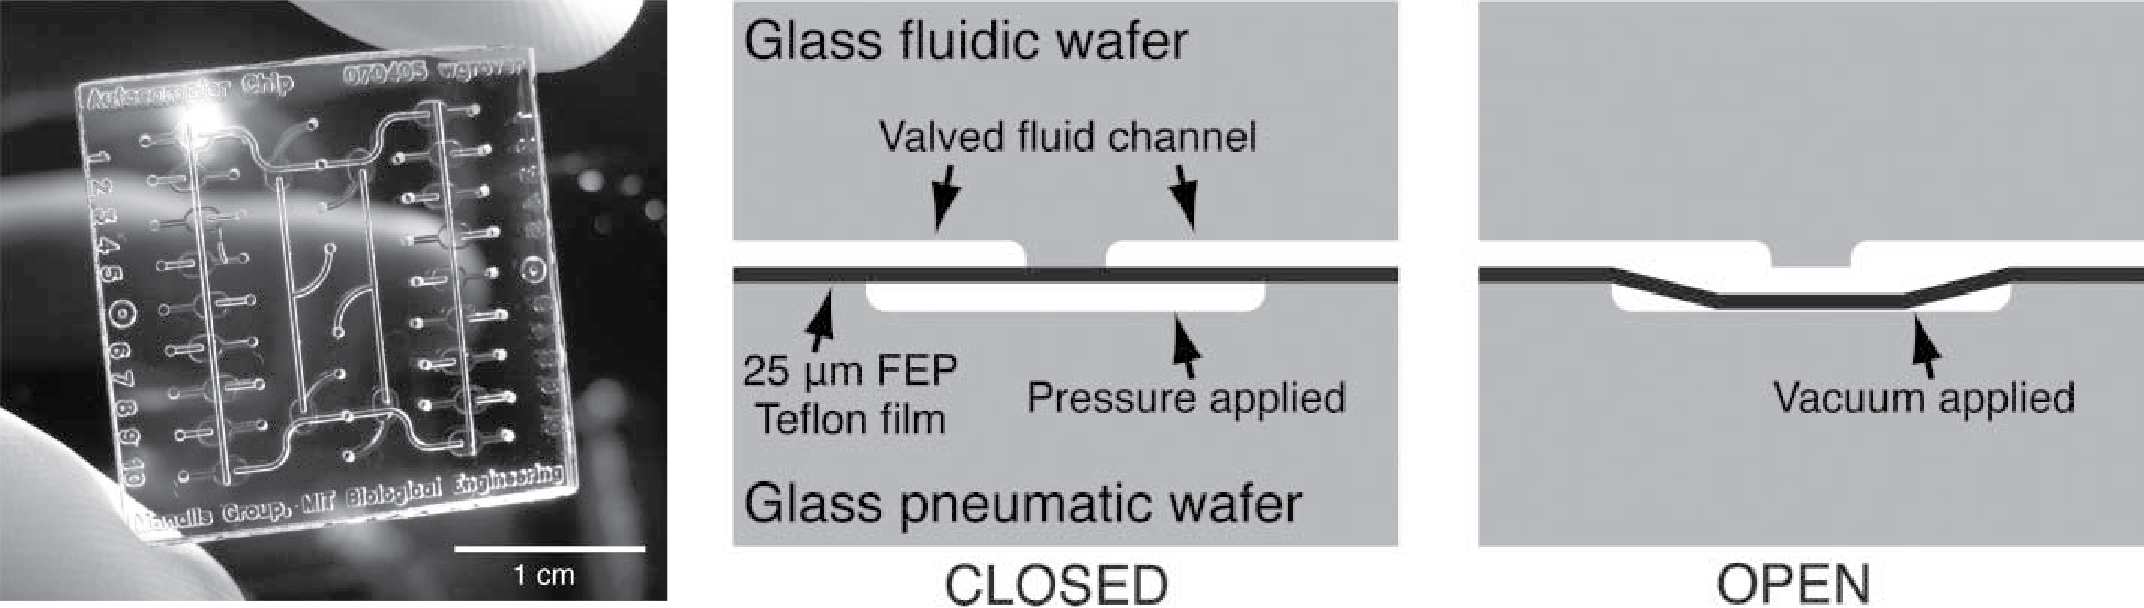 Autosampler Chip 070405 wgrover
1
2
3
4
5
6
7
8
9
10
Manalis Group, MIT Biological Engineering
1 cm
Glass fluidic wafer
Valved fluid channel
25 µm FEP
Teflon film
Pressure applied
Glass pneumatic wafer
CLOSED
Vacuum applied
OPEN